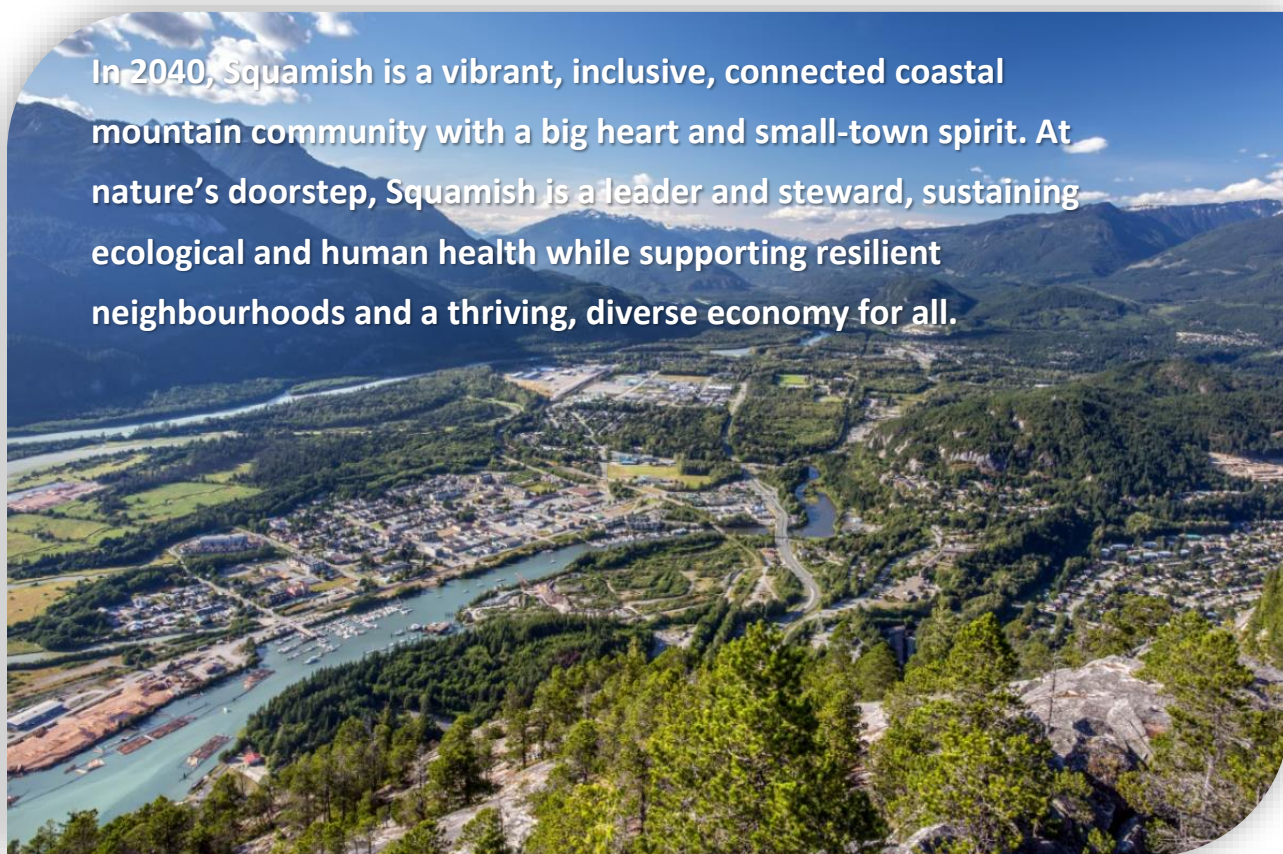 In 2040, Squamish is a vibrant, inclusive, connected coastal
mountain community with a big heart and small-town spirit. At
nature’s doorstep, Squamish is a leader and steward, sustaining
ecological and human health while supporting resilient
neighbourhoods and a thriving, diverse economy for all.